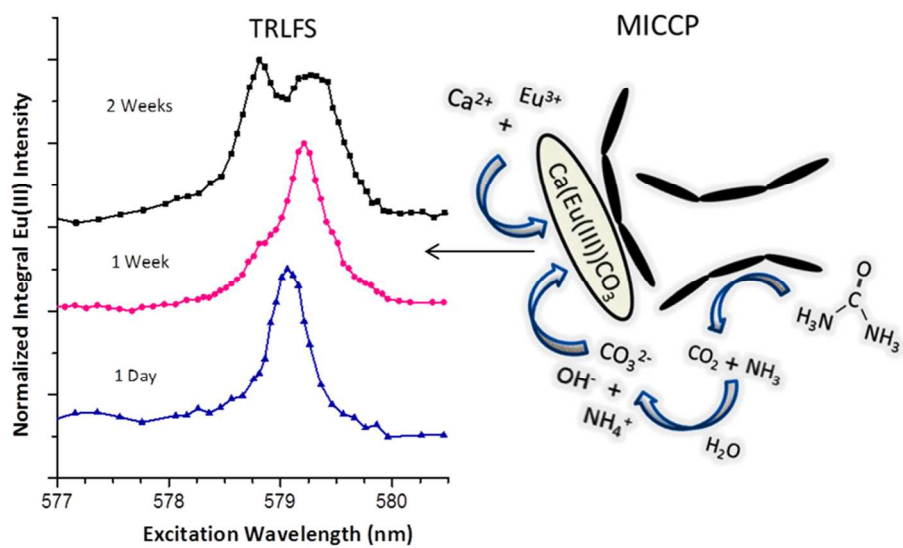 TRLFS
MICCP
Normalized Integral Eu(III) Intensity
2 Weeks
1 Week
1 Day
577
578
579
580
Excitation Wavelength (nm)
Ca²⁺ Eu³⁺
+
Ca(Eu(III))CO₃
O
C
H₃N
NH₃
CO₂ + NH₃
H₂O
CO₃²⁻
OH⁻ +
NH₄⁺